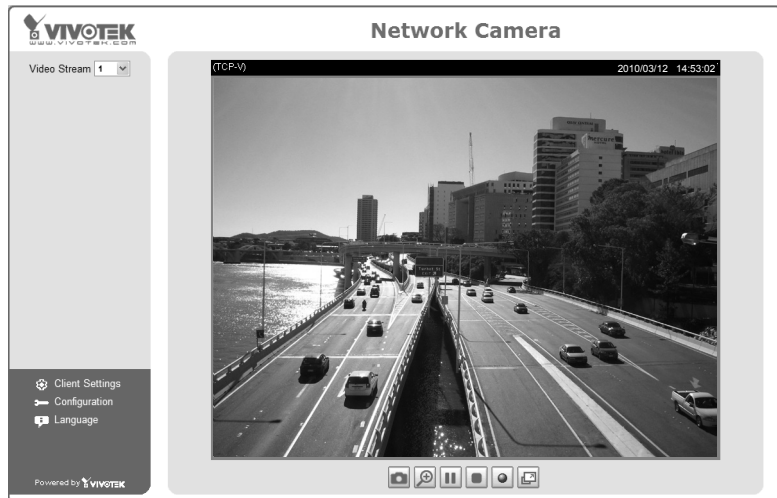 VIVOTEK
www.vivotek.com
Network Camera
Video Stream 1
(TCP-V) 2010/03/12 14:53:02
Client Settings
Configuration
Language
Powered by VIVOTEK